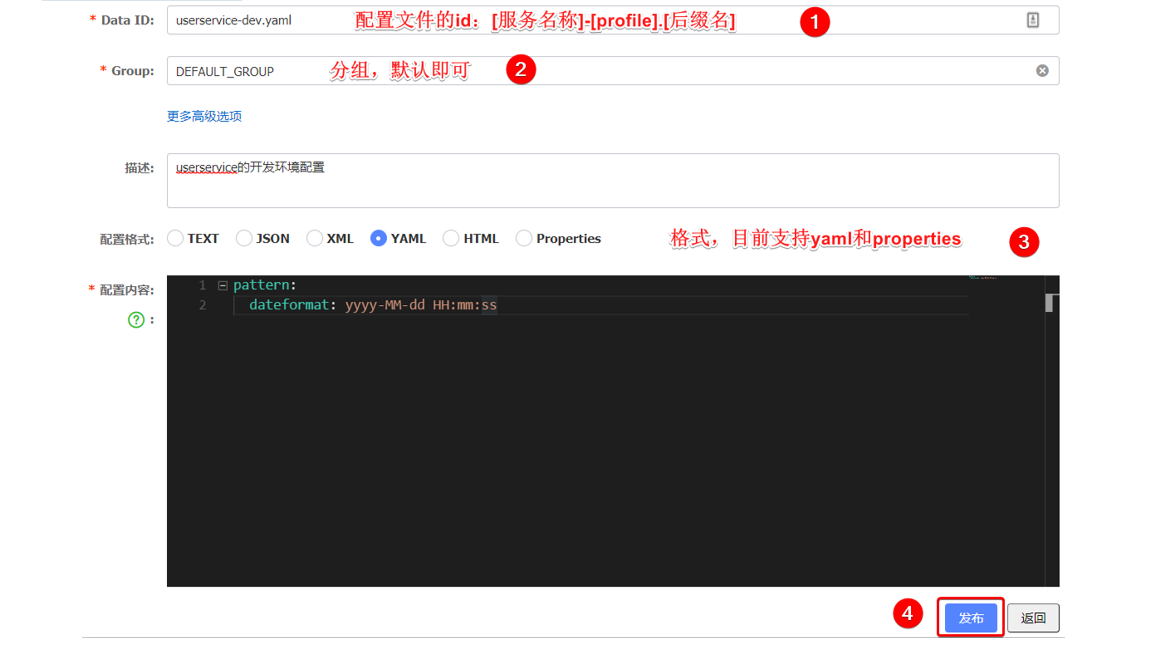 * Data ID: userservice-dev.yaml 配置文件的id：[服务名称]-[profile].[后缀名] 1
* Group: DEFAULT_GROUP 分组，默认即可 2
更多高级选项
描述: userservice的开发环境配置
配置格式: TEXT JSON XML YAML HTML Properties 格式，目前支持yaml和properties 3
* 配置内容: 1 pattern:
? : 2 dateformat: yyyy-MM-dd HH:mm:ss
4 发布 返回